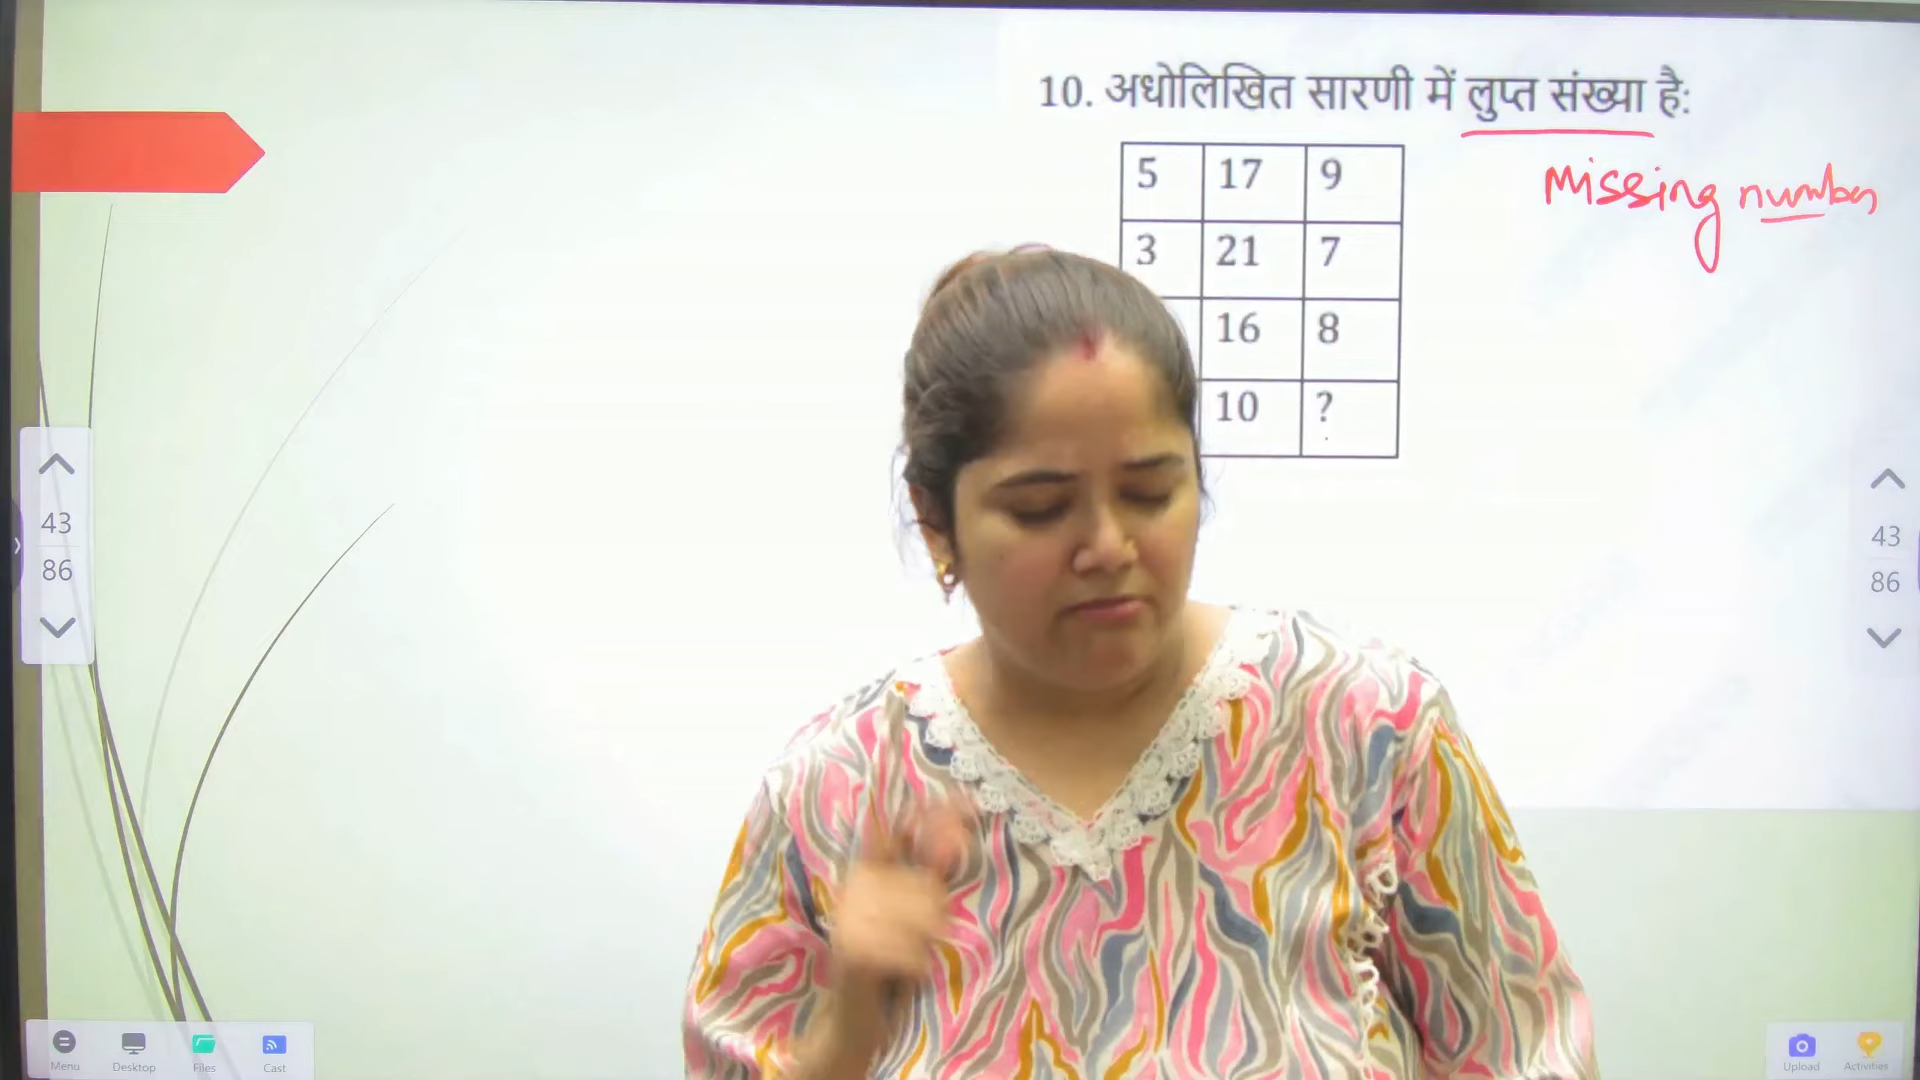 10. अधोलिखित सारणी में लुप्त संख्या है:
Missing number
5 17 9
3 21 7
16 8
10 ?
43
86
43
86
Menu Desktop Files Cast
Upload Activities